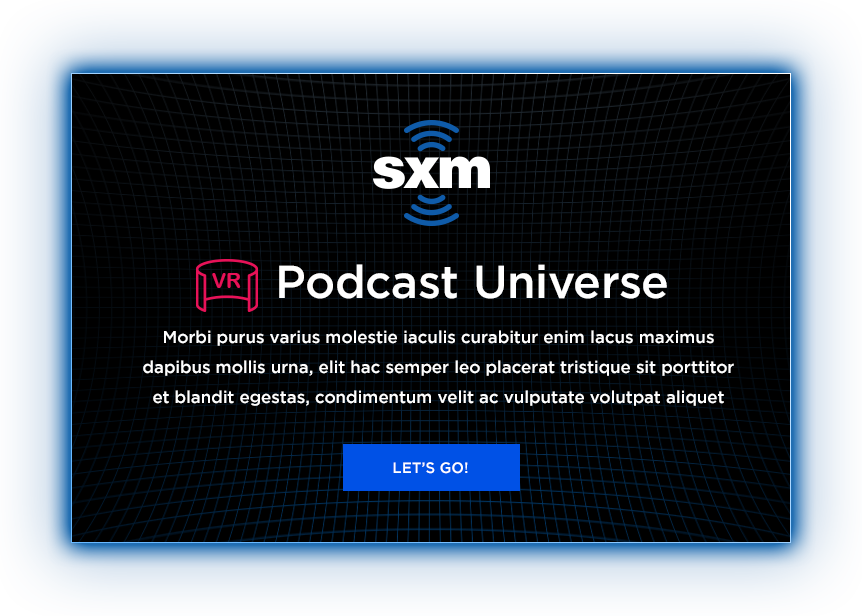 sxm
VR Podcast Universe
Morbi purus varius molestie iaculis curabitur enim lacus maximus
dapibus mollis urna, elit hac semper leo placerat tristique sit porttitor
et blandit egestas, condimentum velit ac vulputate volutpat aliquet
LET’S GO!